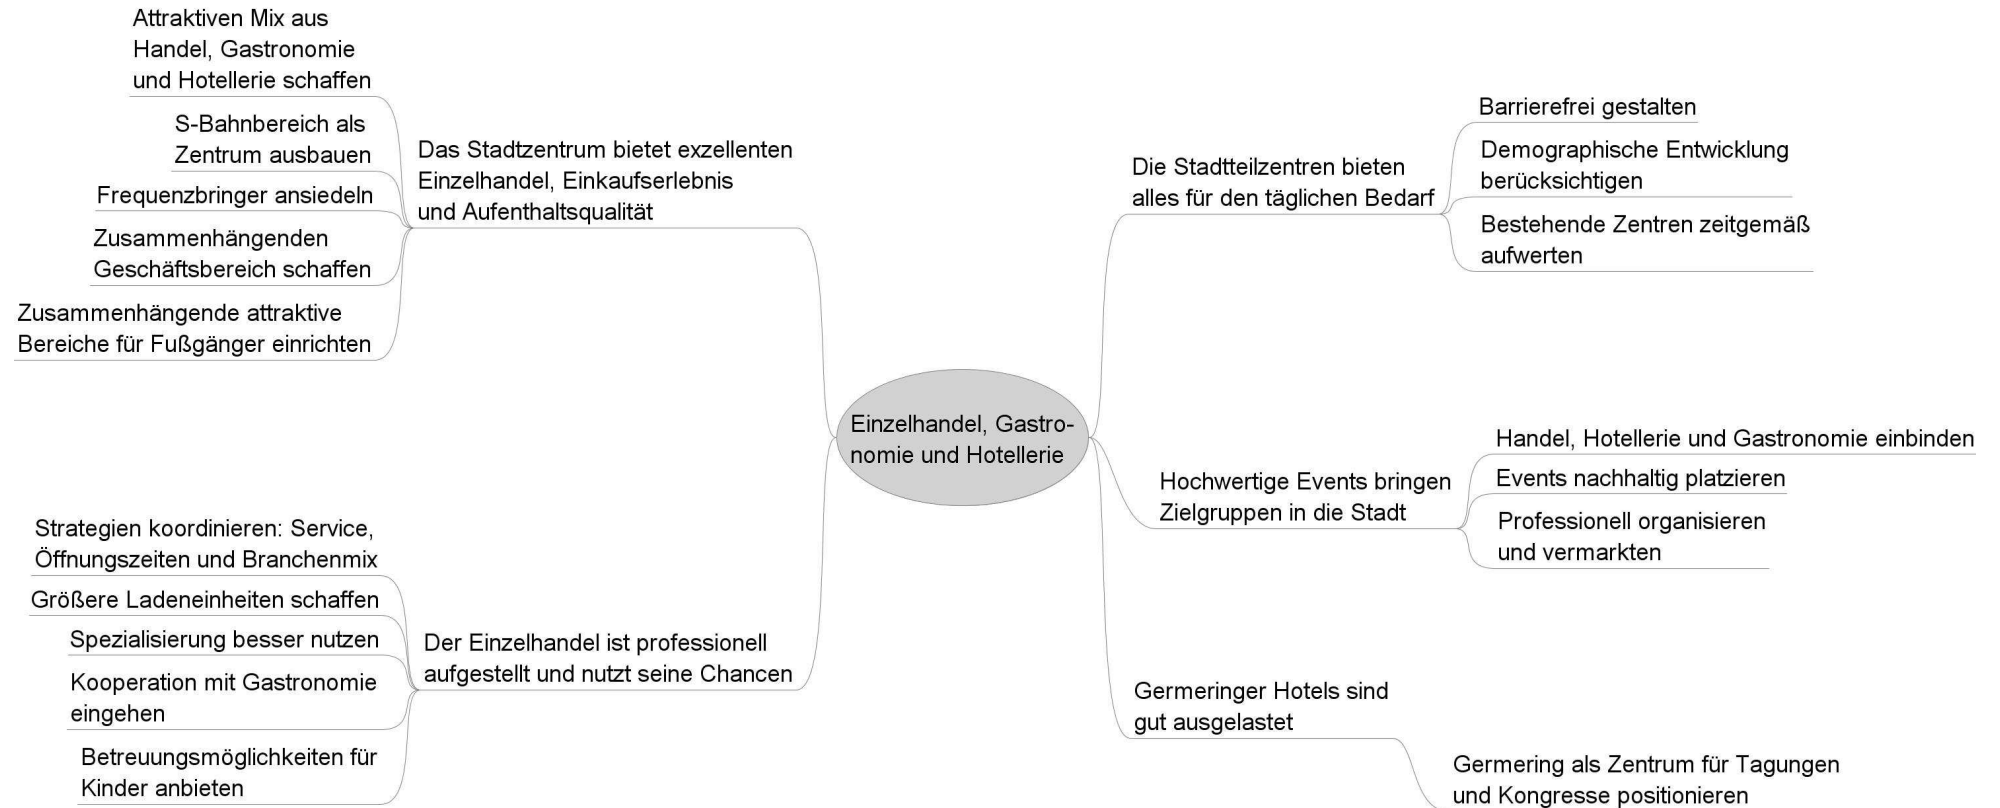 Attraktiven Mix aus
Handel, Gastronomie
und Hotellerie schaffen
S-Bahnbereich als
Zentrum ausbauen
Frequenzbringer ansiedeln
Zusammenhängenden
Geschäftsbereich schaffen
Zusammenhängende attraktive
Bereiche für Fußgänger einrichten
Das Stadtzentrum bietet exzellenten
Einzelhandel, Einkaufserlebnis
und Aufenthaltsqualität
Strategien koordinieren: Service,
Öffnungszeiten und Branchenmix
Größere Ladeneinheiten schaffen
Spezialisierung besser nutzen
Kooperation mit Gastronomie
eingehen
Betreuungsmöglichkeiten für
Kinder anbieten
Der Einzelhandel ist professionell
aufgestellt und nutzt seine Chancen
Einzelhandel, Gastro-
nomie und Hotellerie
Die Stadtteilzentren bieten
alles für den täglichen Bedarf
Barrierefrei gestalten
Demographische Entwicklung
berücksichtigen
Bestehende Zentren zeitgemäß
aufwerten
Hochwertige Events bringen
Zielgruppen in die Stadt
Handel, Hotellerie und Gastronomie einbinden
Events nachhaltig platzieren
Professionell organisieren
und vermarkten
Germeringer Hotels sind
gut ausgelastet
Germering als Zentrum für Tagungen
und Kongresse positionieren